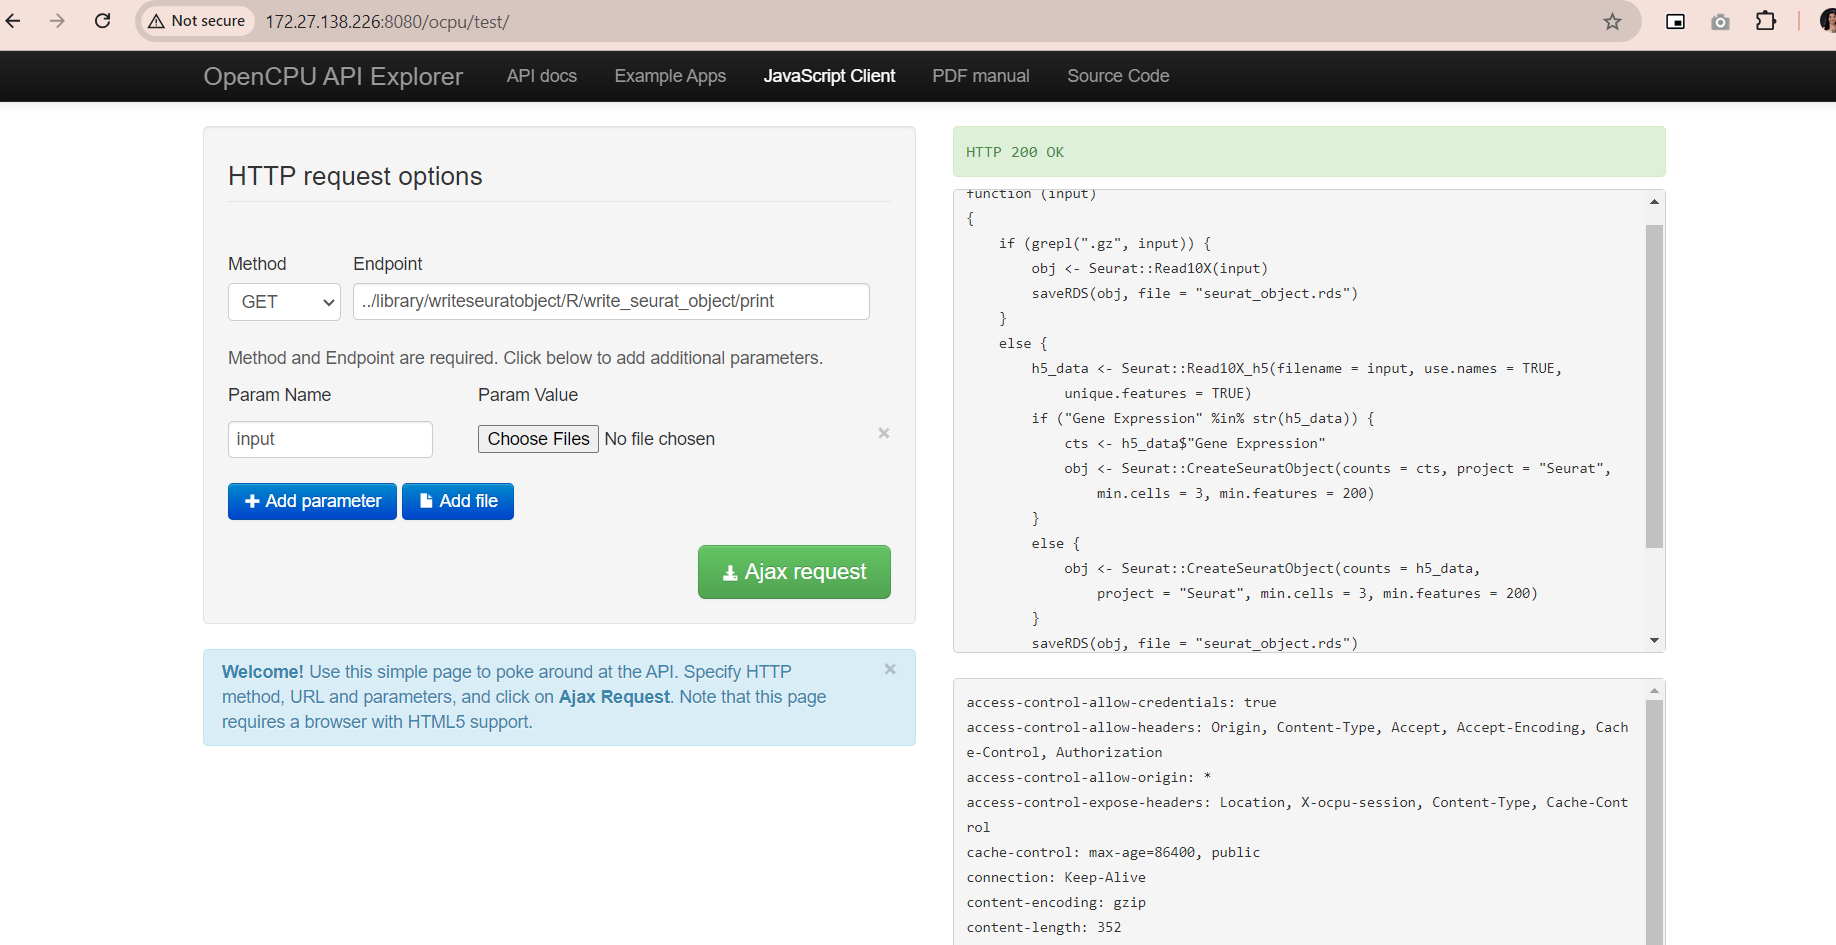 Not secure
172.27.138.226:8080/ocpu/test/
OpenCPU API Explorer
API docs
Example Apps
JavaScript Client
PDF manual
Source Code
HTTP request options
Method
Endpoint
GET
../library/writeseuratobject/R/write_seurat_object/print
Method and Endpoint are required. Click below to add additional parameters.
Param Name
Param Value
input
Choose Files No file chosen
×
Add parameter
Add file
Ajax request
Welcome! Use this simple page to poke around at the API. Specify HTTP
method, URL and parameters, and click on Ajax Request. Note that this page
requires a browser with HTML5 support.
×
HTTP 200 OK
function (input)
{
    if (grepl(".gz", input)) {
        obj <- Seurat::Read10X(input)
        saveRDS(obj, file = "seurat_object.rds")
    }
    else {
        h5_data <- Seurat::Read10X_h5(filename = input, use.names = TRUE,
            unique.features = TRUE)
        if ("Gene Expression" %in% str(h5_data)) {
            cts <- h5_data$"Gene Expression"
            obj <- Seurat::CreateSeuratObject(counts = cts, project = "Seurat",
                min.cells = 3, min.features = 200)
        }
        else {
            obj <- Seurat::CreateSeuratObject(counts = h5_data,
                project = "Seurat", min.cells = 3, min.features = 200)
        }
        saveRDS(obj, file = "seurat_object.rds")
access-control-allow-credentials: true
access-control-allow-headers: Origin, Content-Type, Accept, Accept-Encoding, Cach
e-Control, Authorization
access-control-allow-origin: *
access-control-expose-headers: Location, X-ocpu-session, Content-Type, Cache-Cont
rol
cache-control: max-age=86400, public
connection: Keep-Alive
content-encoding: gzip
content-length: 352